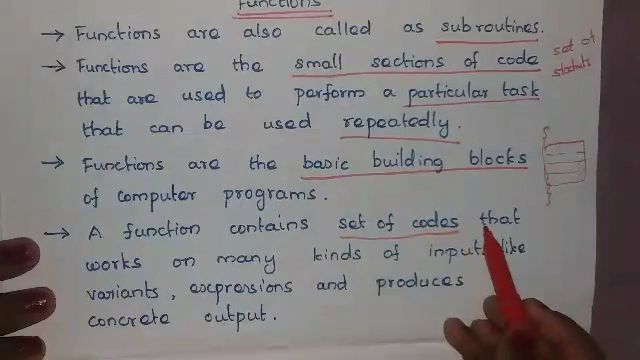 Functions
→ Functions are also called as subroutines.
→ Functions are the small sections of code
that are used to perform a particular task
that can be used repeatedly.
set of
→ Functions are the basic building blocks
of computer programs.
→ A function contains set of codes that
works on many kinds of inputs like
variants, expressions and produces
concrete output.